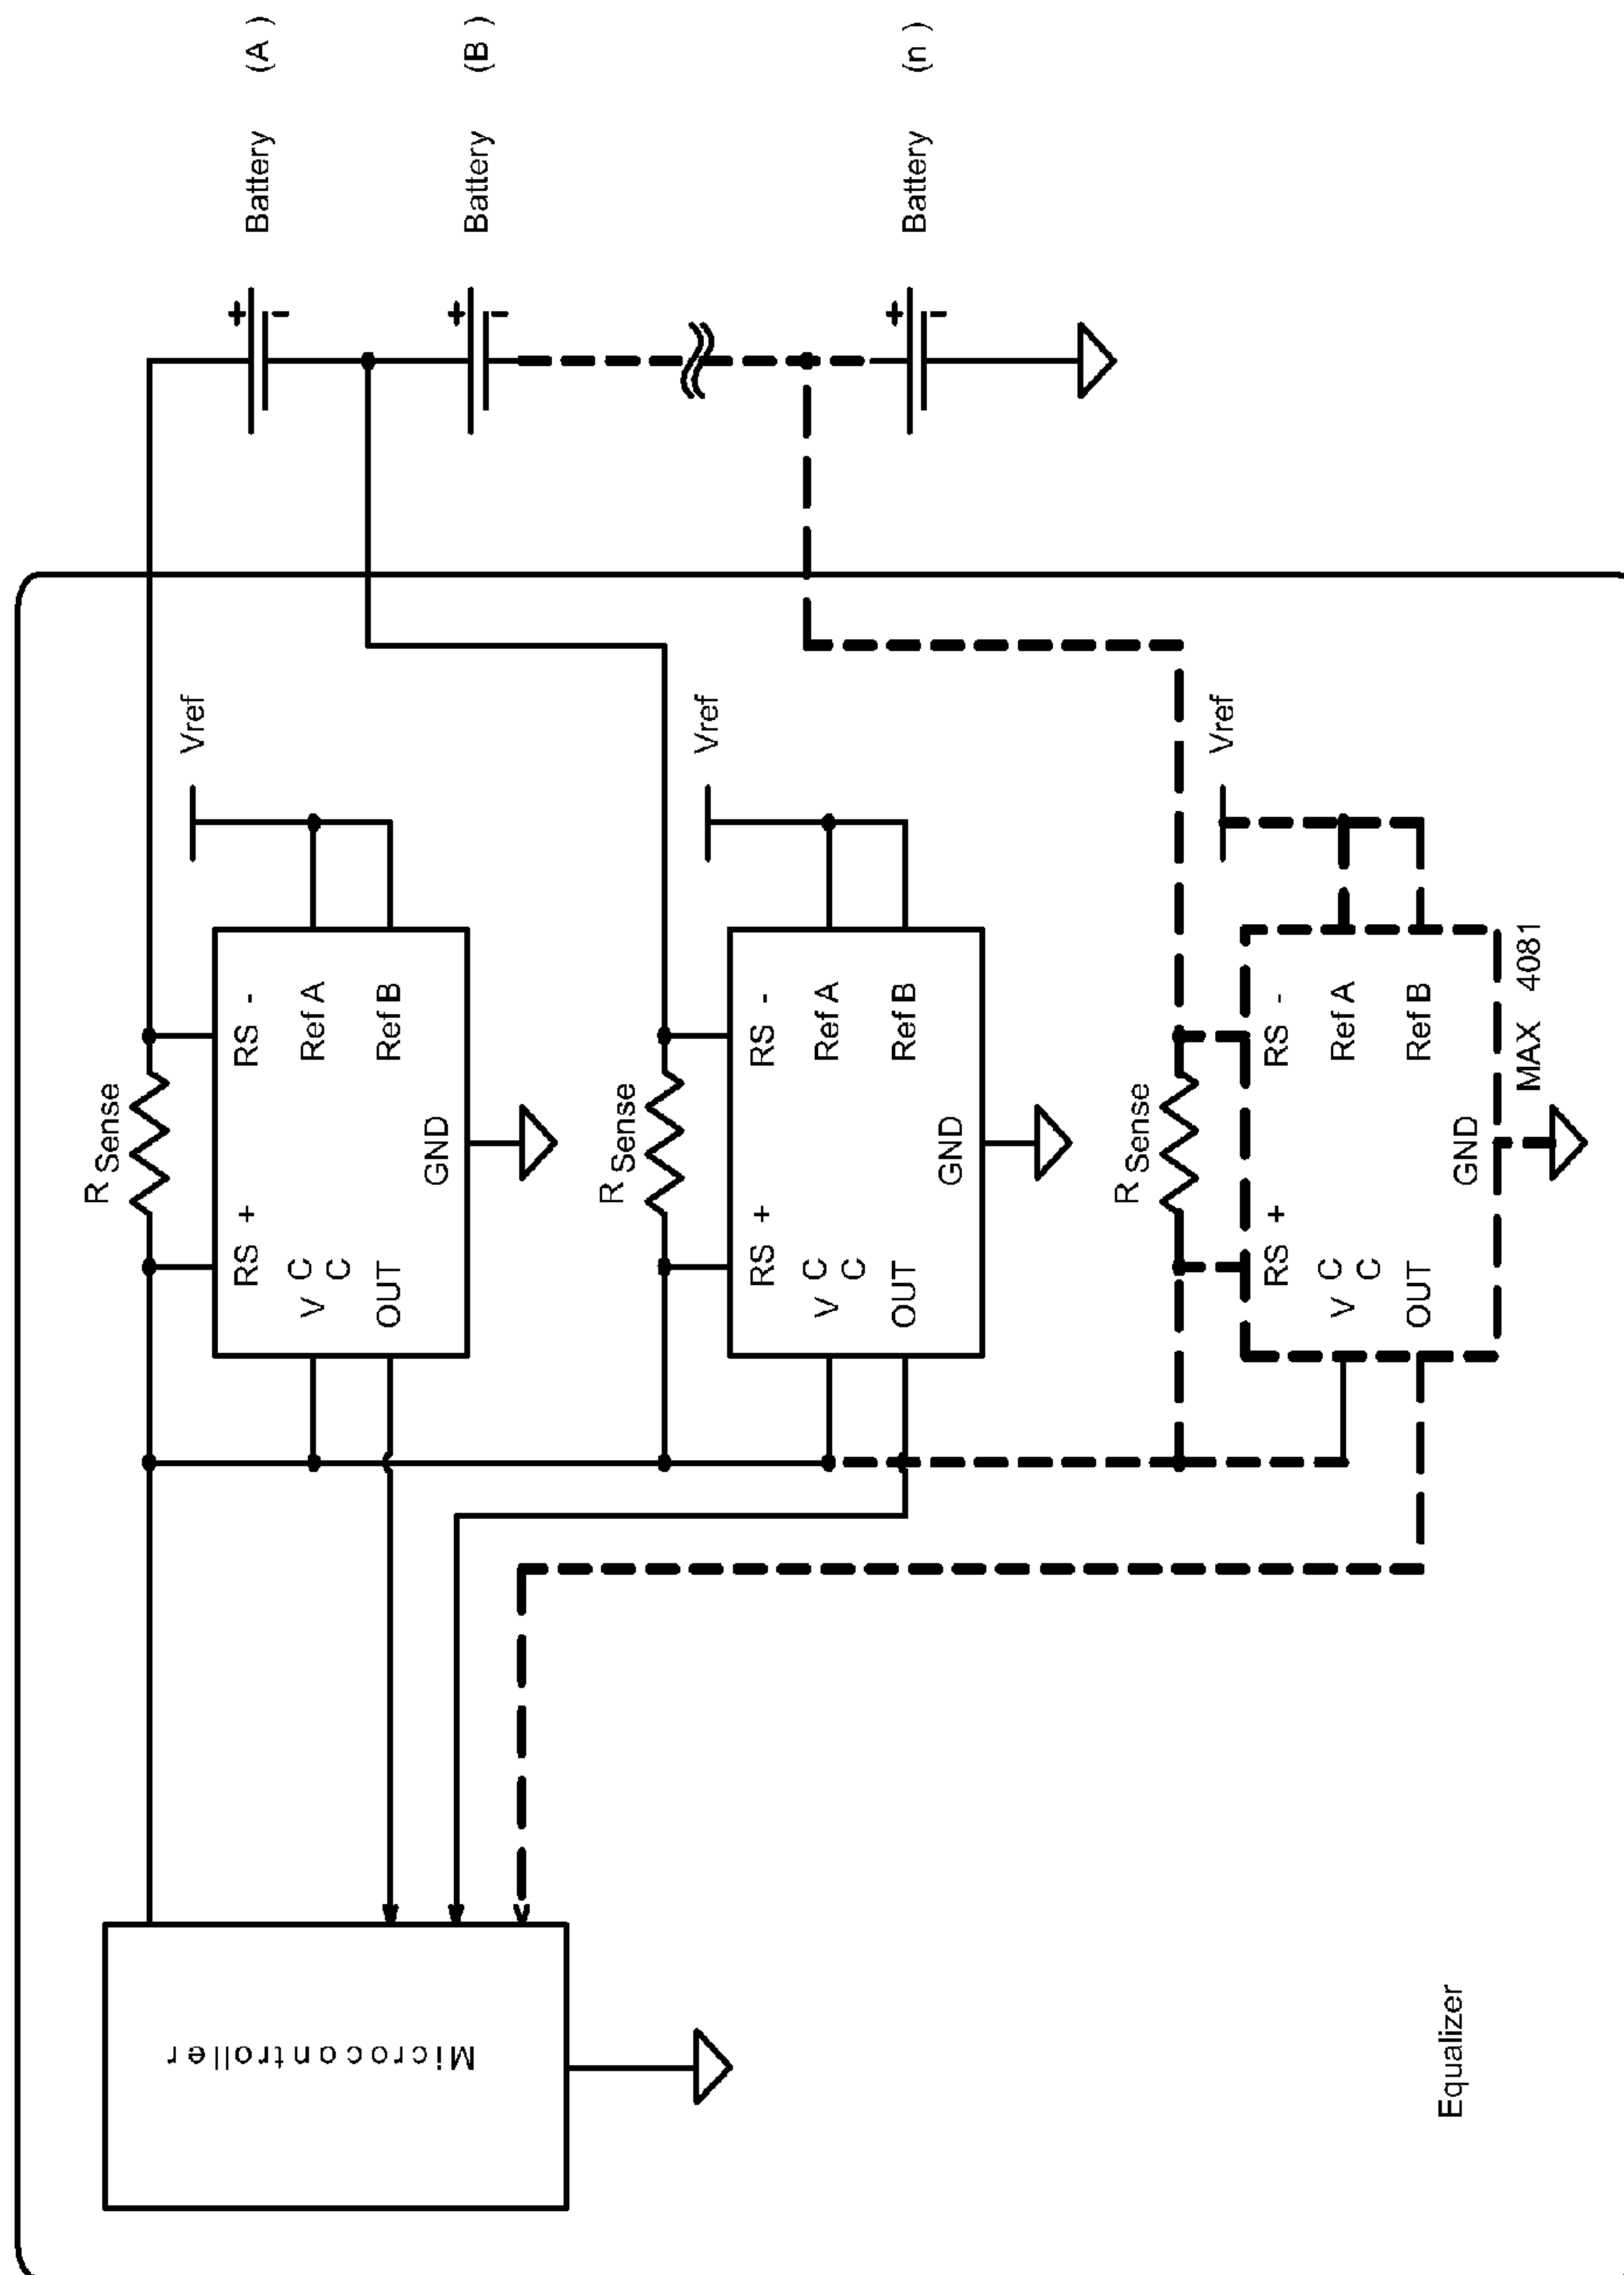 Microcontroller
Equalizer
R Sense
RS +
RS -
V C C
Ref A
OUT
Ref B
GND
Vref
R Sense
RS +
RS -
V C C
Ref A
OUT
Ref B
GND
Vref
R Sense
RS +
RS -
V C C
Ref A
OUT
Ref B
GND
MAX 4081
Vref
+
-
Battery (A)
+
-
Battery (B)
+
-
Battery (n)